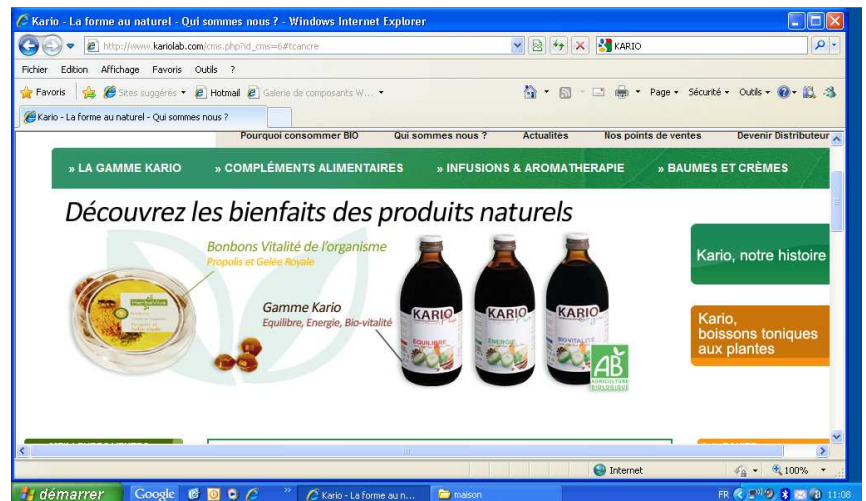 Kario - La forme au naturel - Qui sommes nous ? - Windows Internet Explorer
http://www.kariolab.com/cms.php?id_cms=6#tcancre
KARIO
Fichier Edition Affichage Favoris Outils ?
Favoris Sites suggérés Hotmail Galerie de composants W...
Page Sécurité Outils
Kario - La forme au naturel - Qui sommes nous ?
Pourquoi consommer BIO Qui sommes nous ? Actualités Nos points de ventes Devenir Distributeur
» LA GAMME KARIO » COMPLÉMENTS ALIMENTAIRES » INFUSIONS & AROMATHERAPIE » BAUMES ET CRÈMES
Découvrez les bienfaits des produits naturels
Bonbons Vitalité de l'organisme
Propolis et Gelée Royale
Kario, notre histoire
Gamme Kario
Equilibre, Energie, Bio-vitalité
KARIO KARIO KARIO
EQUILIBRE ENERGIE BIOVITALITE
Kario,
boissons toniques
aux plantes
AB
AGRICULTURE
BIOLOGIQUE
Internet
100%
démarrer
Google
Kario - La forme au n...
maison
FR
11:08